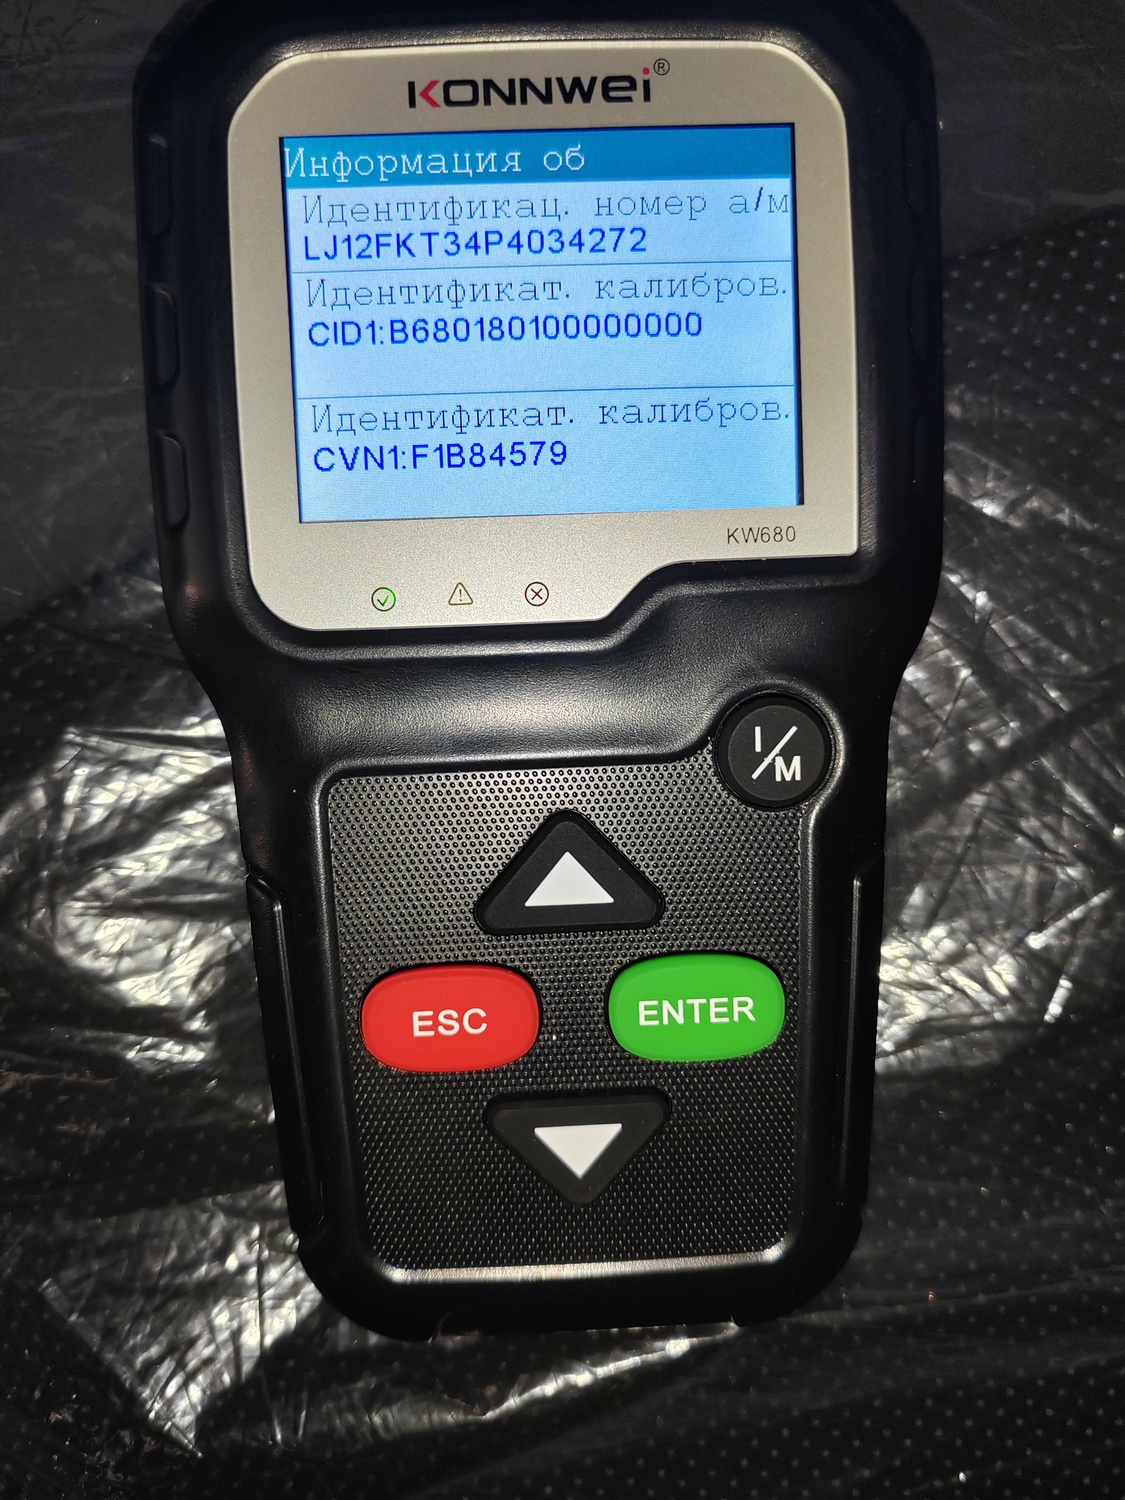 KONNWEI®
Информация об
Идентификац. номер а/м
LJ12FKT34P4034272
Идентификат. калибров.
CID1:B680180100000000
Идентификат. калибров.
CVN1:F1B84579
KW680
I/M
ESC
ENTER